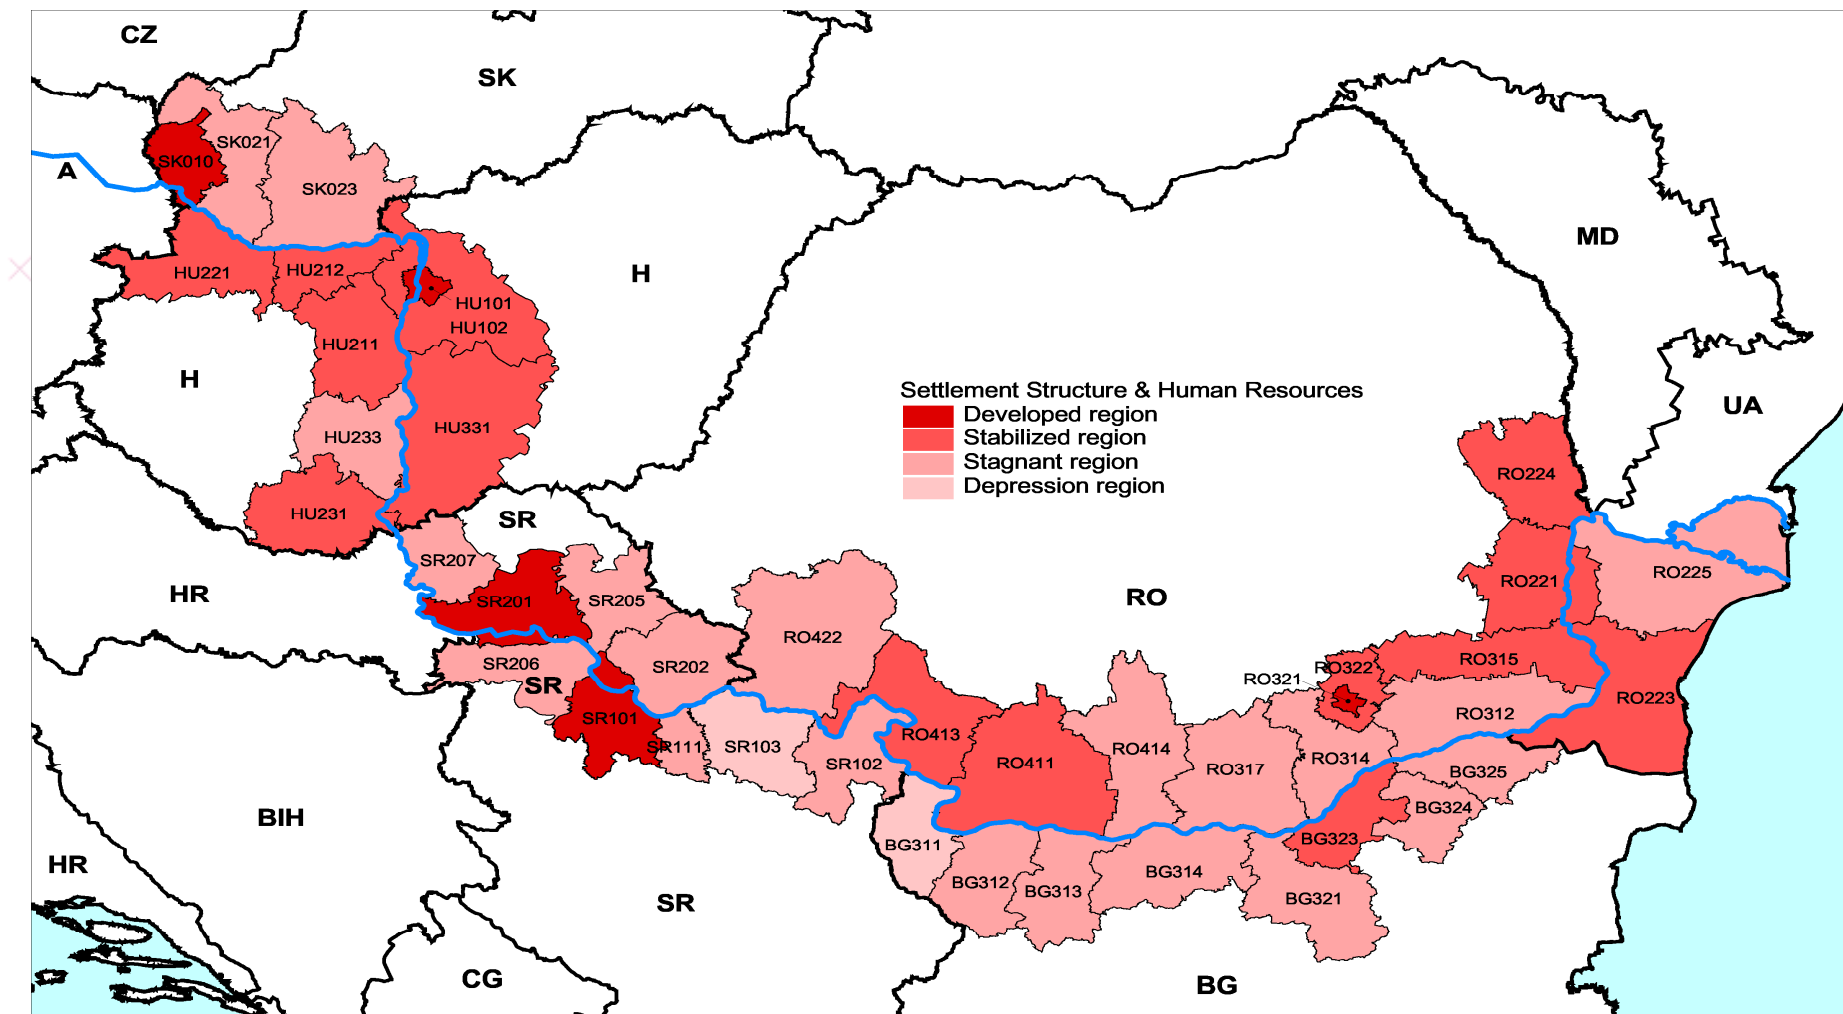 CZ
SK
SK021
SK010
A
SK023
MD
HU221
HU212
H
HU101
HU102
HU211
H
Settlement Structure & Human Resources
Developed region
Stabilized region
Stagnant region
Depression region
UA
HU233
HU331
RO224
HU231
SR
SR207
RO225
RO221
HR
SR201
SR205
RO
RO422
SR206
SR202
RO315
RO322
RO321
SR
RO223
RO312
SR101
RO413
SR111
SR103
RO414
RO411
SR102
RO314
RO317
BG325
BG324
BIH
BG323
BG311
HR
BG314
BG312
BG313
BG321
SR
CG
BG